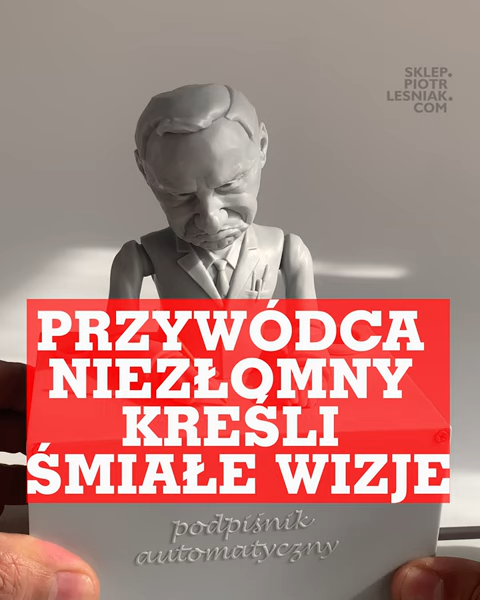 SKLEP.
PIOTR
LESNIAK.
COM
PRZYWÓDCA
NIEZŁOMNY
KREŚLI
ŚMIAŁE WIZJE
podpiśnik
automatyczny